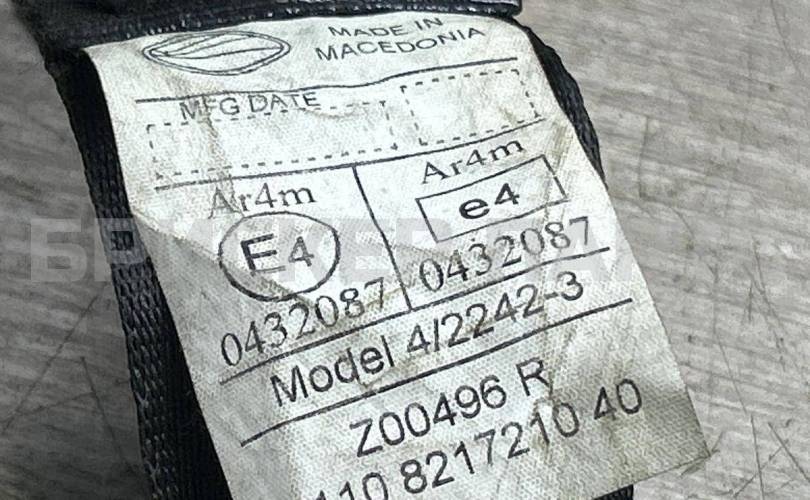 MADE IN
MACEDONIA
MFG DATE
Ar4m
Ar4m
E4
e4
0432087
0432087
Model 4/2242-3
Z00496 R
110 8217210 40